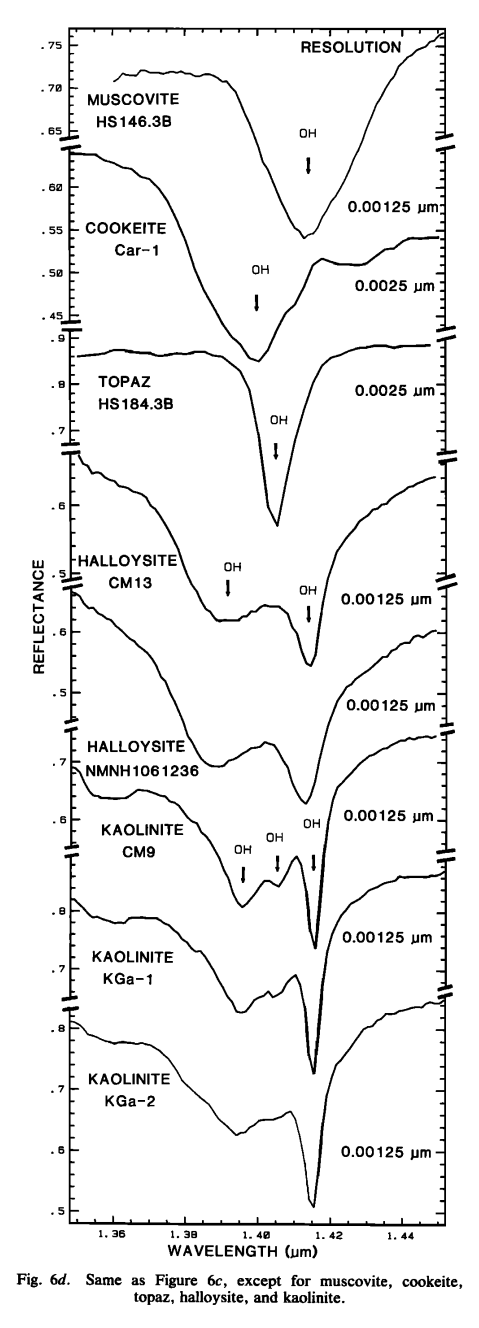 RESOLUTION
.75
.70
MUSCOVITE
HS146.3B
.65
OH
0.00125 µm
.60
COOKEITE
Car-1
.55
OH
.50
0.0025 µm
.45
.9
TOPAZ
HS184.3B
.8
0.0025 µm
OH
.7
.6
HALLOYSITE
CM13
.5
OH
OH
0.00125 µm
.6
.5
0.00125 µm
HALLOYSITE
NMNH1061236
.7
.6
KAOLINITE
CM9
OH
OH
OH
0.00125 µm
.8
KAOLINITE
KGa-1
.7
0.00125 µm
.8
KAOLINITE
KGa-2
.7
.6
0.00125 µm
.5
REFLECTANCE
1.36 1.38 1.40 1.42 1.44
WAVELENGTH (µm)
Fig. 6d. Same as Figure 6c, except for muscovite, cookeite,
topaz, halloysite, and kaolinite.